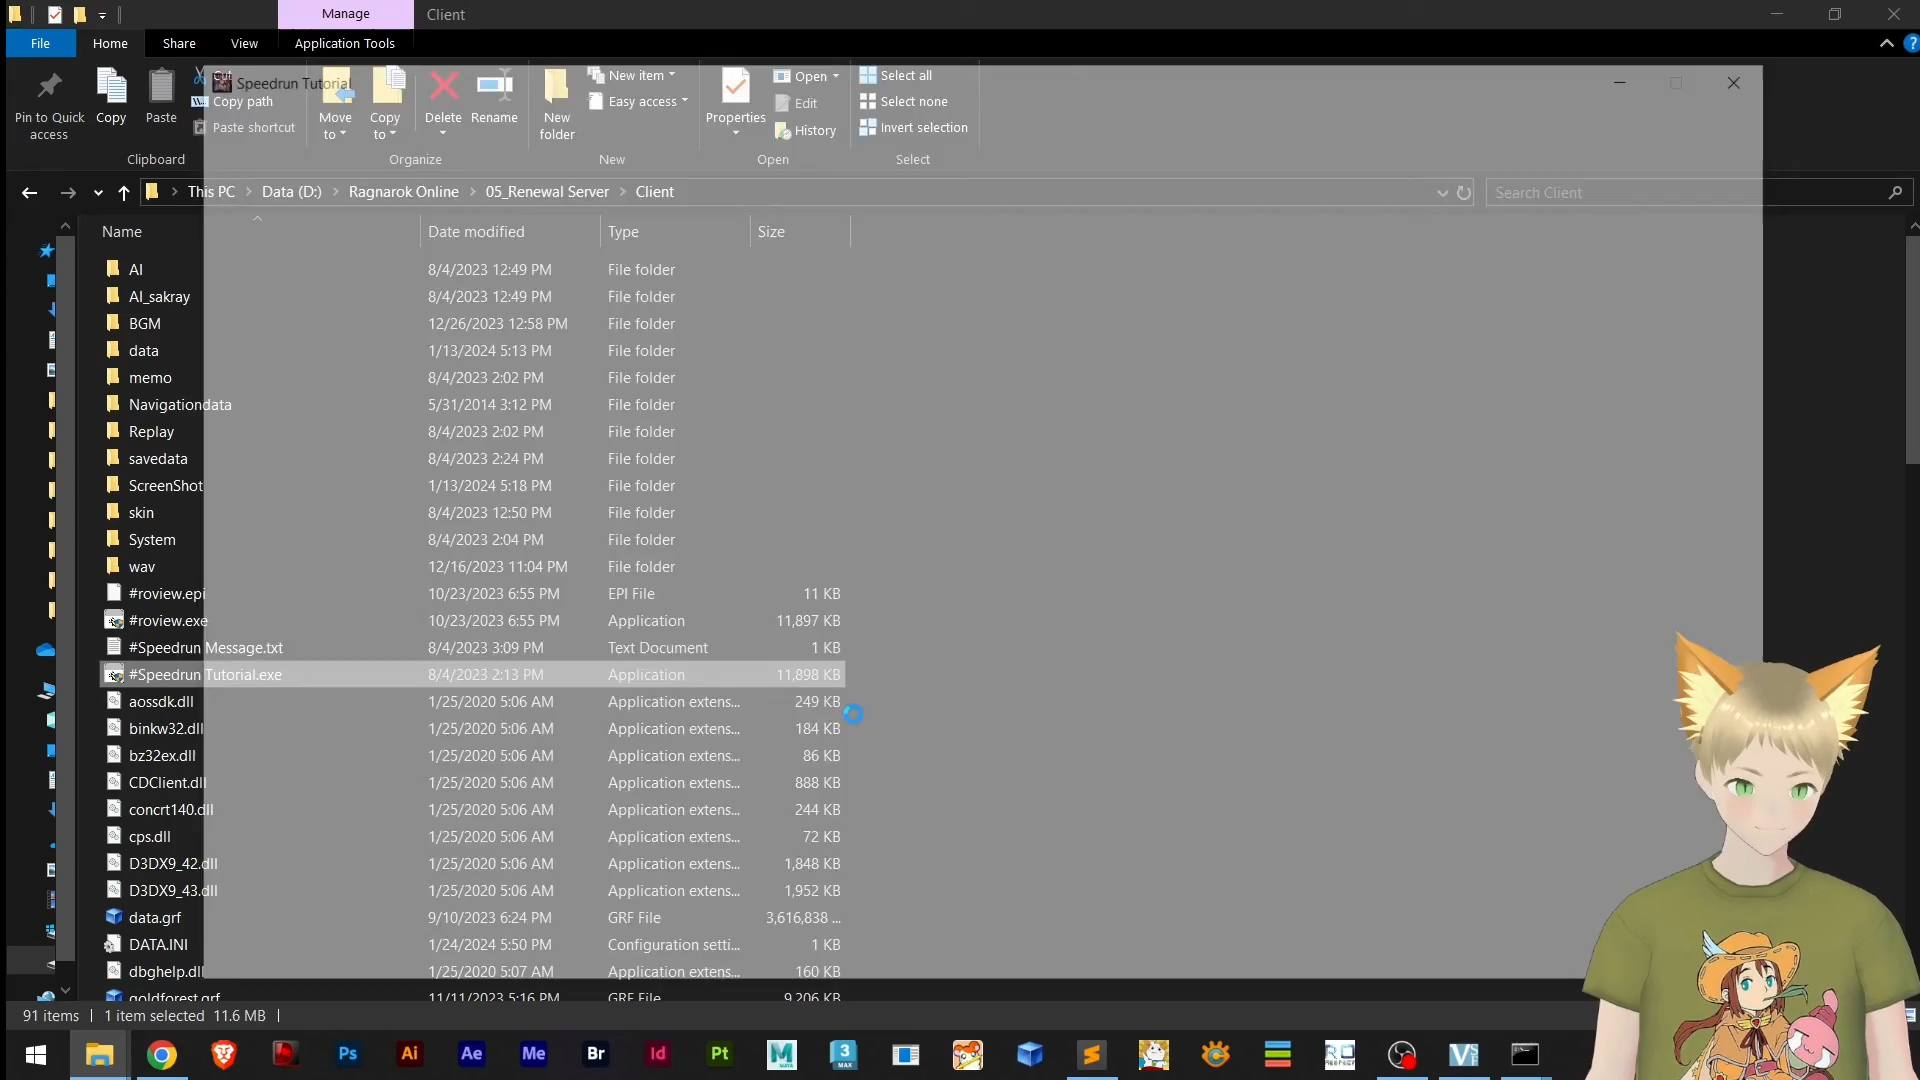 Manage
Client
File
Home
Share
View
Application Tools
Pin to Quick access
Copy
Paste
Cut
Copy path
Paste shortcut
Clipboard
Speedrun Tutorial
Move to
Copy to
Delete
Rename
Organize
New folder
New item
Easy access
New
Properties
Open
Edit
History
Open
Select all
Select none
Invert selection
Select
This PC > Data (D:) > Ragnarok Online > 05_Renewal Server > Client
Search Client
Name Date modified Type Size
AI 8/4/2023 12:49 PM File folder
AI_sakray 8/4/2023 12:49 PM File folder
BGM 12/26/2023 12:58 PM File folder
data 1/13/2024 5:13 PM File folder
memo 8/4/2023 2:02 PM File folder
Navigationdata 5/31/2014 3:12 PM File folder
Replay 8/4/2023 2:02 PM File folder
savedata 8/4/2023 2:24 PM File folder
ScreenShot 1/13/2024 5:18 PM File folder
skin 8/4/2023 12:50 PM File folder
System 8/4/2023 2:04 PM File folder
wav 12/16/2023 11:04 PM File folder
#roview.epi 10/23/2023 6:55 PM EPI File 11 KB
#roview.exe 10/23/2023 6:55 PM Application 11,897 KB
#Speedrun Message.txt 8/4/2023 3:09 PM Text Document 1 KB
#Speedrun Tutorial.exe 8/4/2023 2:13 PM Application 11,898 KB
aossdk.dll 1/25/2020 5:06 AM Application extens... 249 KB
binkw32.dll 1/25/2020 5:06 AM Application extens... 184 KB
bz32ex.dll 1/25/2020 5:06 AM Application extens... 86 KB
CDClient.dll 1/25/2020 5:06 AM Application extens... 888 KB
concrt140.dll 1/25/2020 5:06 AM Application extens... 244 KB
cps.dll 1/25/2020 5:06 AM Application extens... 72 KB
D3DX9_42.dll 1/25/2020 5:06 AM Application extens... 1,848 KB
D3DX9_43.dll 1/25/2020 5:06 AM Application extens... 1,952 KB
data.grf 9/10/2023 6:24 PM GRF File 3,616,838 ...
DATA.INI 1/24/2024 5:50 PM Configuration setti... 1 KB
dbghelp.dll 1/25/2020 5:07 AM Application extens... 160 KB
goldforest.grf 11/11/2023 5:16 PM GRF File 9,206 KB
91 items 1 item selected 11.6 MB
Ps
Ai
Ae
Me
Br
Id
Pt
M
3
MAX